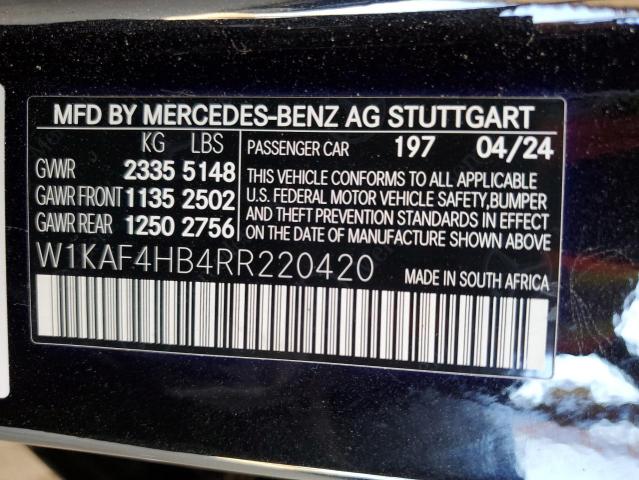 MFD BY MERCEDES-BENZ AG STUTTGART
KG LBS
GVWR 2335 5148
GAWR FRONT 1135 2502
GAWR REAR 1250 2756
PASSENGER CAR 197 04/24
THIS VEHICLE CONFORMS TO ALL APPLICABLE
U.S. FEDERAL MOTOR VEHICLE SAFETY,BUMPER
AND THEFT PREVENTION STANDARDS IN EFFECT
ON DATE OF MANUFACTURE SHOWN ABOVE
W1KAF4HB4RR220420 MADE IN SOUTH AFRICA